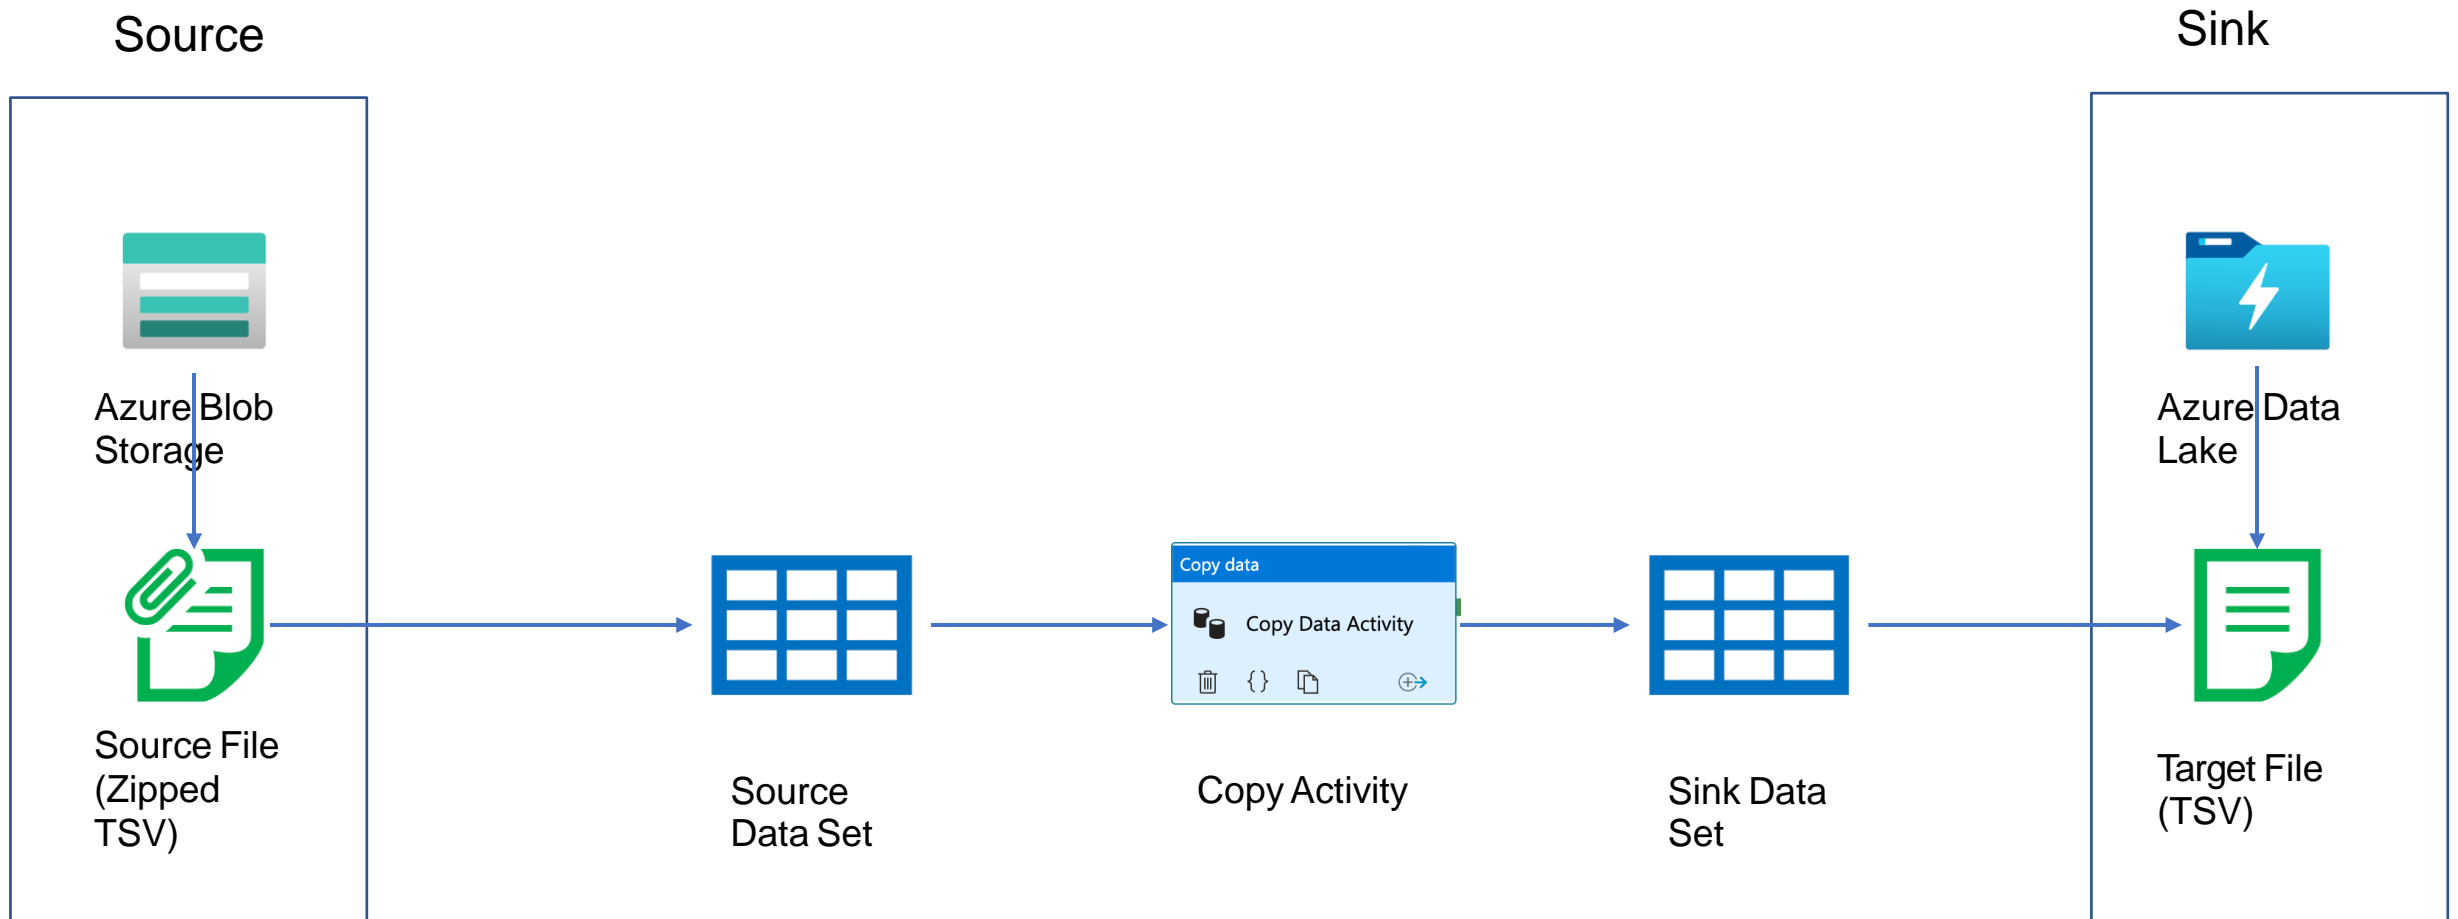 Source
Sink
Azure Blob
Storage
Azure Data
Lake
Copy data
Copy Data Activity
Source File
(Zipped
TSV)
Source
Data Set
Copy Activity
Sink Data
Set
Target File
(TSV)